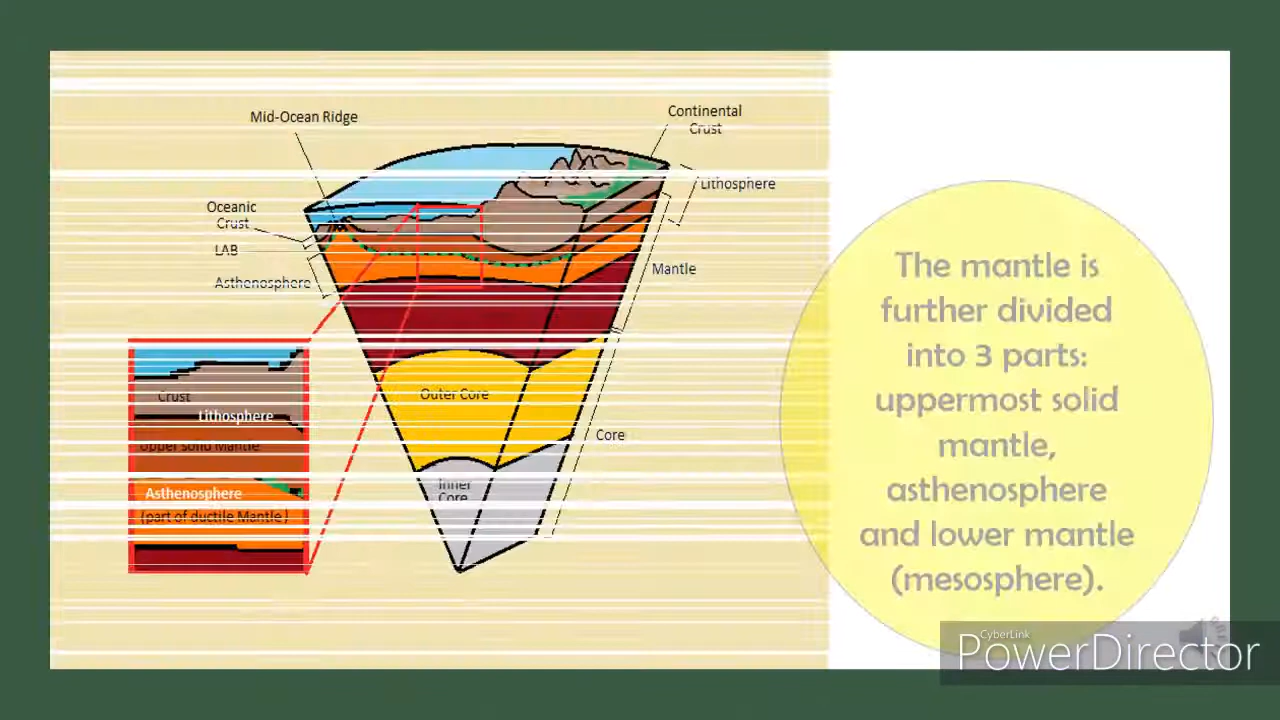 Mid-Ocean Ridge
Continental
Crust
Lithosphere
Oceanic
Crust
LAB
Asthenosphere
Mantle
Outer Core
Core
Inner
Core
Crust
Lithosphere
Upper Solid Mantle
Asthenosphere
(part of ductile Mantle)
The mantle is
further divided
into 3 parts:
uppermost solid
mantle,
asthenosphere
and lower mantle
(mesosphere).
CyberLink
PowerDirector